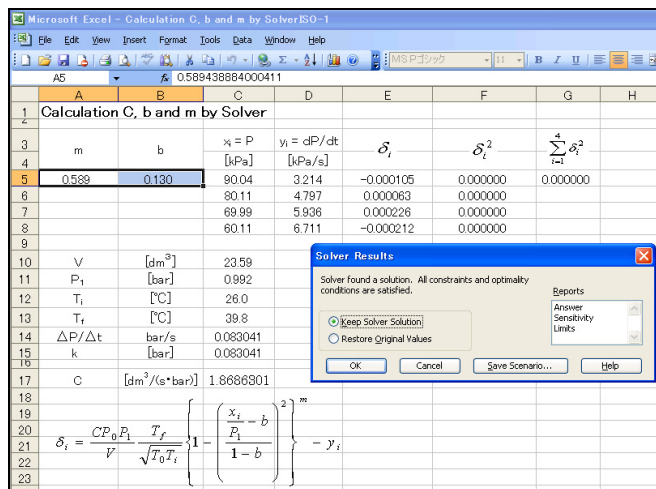 Microsoft Excel - Calculation C, b and m by SolverISO-1
File Edit View Insert Format Tools Data Window Help
MS Pゴシック 11 B I U
A5 fx 0.589438884000411
A B C D E F G H
1 Calculation C, b and m by Solver
2
3 m b xi = P yi = dP/dt δi δi² ∑ i=1 4 δi²
4 [kPa] [kPa/s]
5 0.589 0.130 90.04 3.214 -0.000105 0.000000 0.000000
6 80.11 4.797 0.000063 0.000000
7 69.99 5.936 0.000226 0.000000
8 60.11 6.711 -0.000212 0.000000
9
10 V [dm³] 23.59
11 P₁ [bar] 0.992
12 Ti [℃] 26.0
13 Tf [℃] 39.8
14 △P/△t bar/s 0.083041
15 k [bar] 0.083041
16
17 C [dm³/(s*bar)] 1.8686301
18
19
20
21
22
23
Solver Results
Solver found a solution. All constraints and optimality
conditions are satisfied.
Reports
Answer
Sensitivity
Limits
Keep Solver Solution
Restore Original Values
OK Cancel Save Scenario... Help
δi = CP₀P₁/V Tf/√T₀Ti {1 - ((xi/P₁ - b)/(1 - b))²}^m - yi